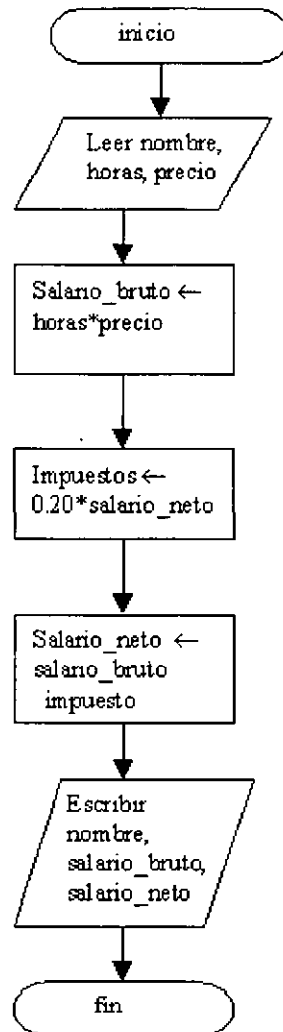 inicio
Leer nombre,
horas, precio
Salario_bruto ←
horas*precio
Impuestos ←
0.20*salario_neto
Salario_neto ←
salario_bruto
impuesto
Escribir
nombre,
salario_bruto,
salario_neto
fin